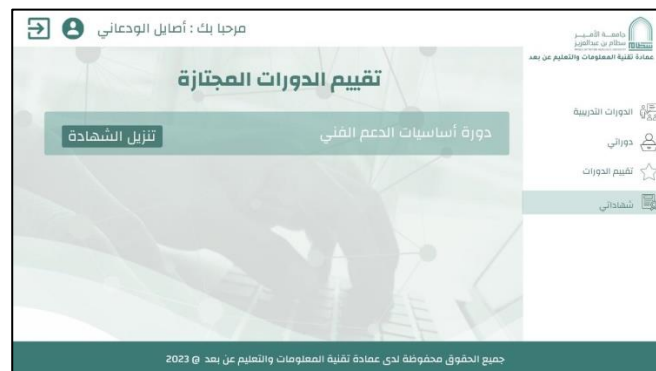 مرحبا بك : أصايل الودعاني
جامعـــة الأميـــــر
سطام بن عبدالعزيز
عمادة تقنية المعلومات والتعليم عن بعد
تقييم الدورات المجتازة
الدورات التدريبية
دوراتي
تقييم الدورات
شهاداتي
دورة أساسيات الدعم الفني
تنزيل الشهادة
جميع الحقوق محفوظة لدى عمادة تقنية المعلومات والتعليم عن بعد @ 2023